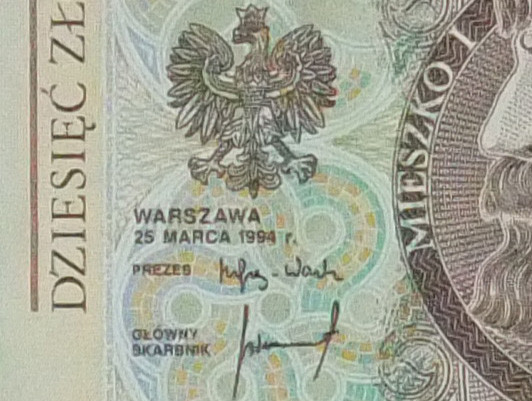 DZIESIĘĆ ZŁ
MIESZKO I
WARSZAWA
25 MARCA 1994 r.
PREZES
GŁÓWNY
SKARBNIK